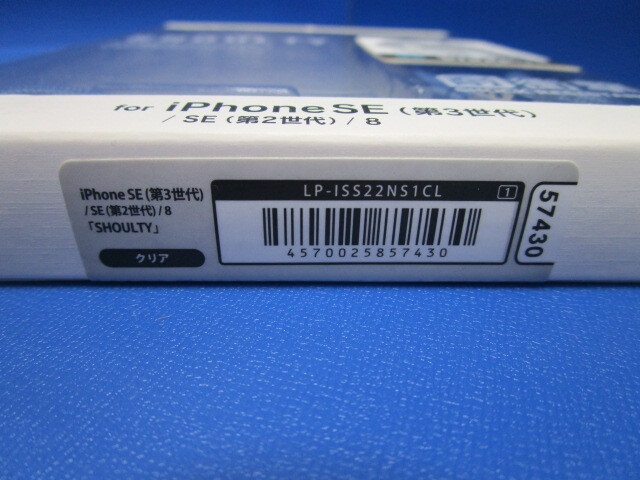 for iPhone SE (第3世代)
/ SE (第2世代) / 8
iPhone SE (第3世代)
/ SE (第2世代) / 8
「SHOULTY」
クリア
LP-ISS22NS1CL
1
4570025857430
57430